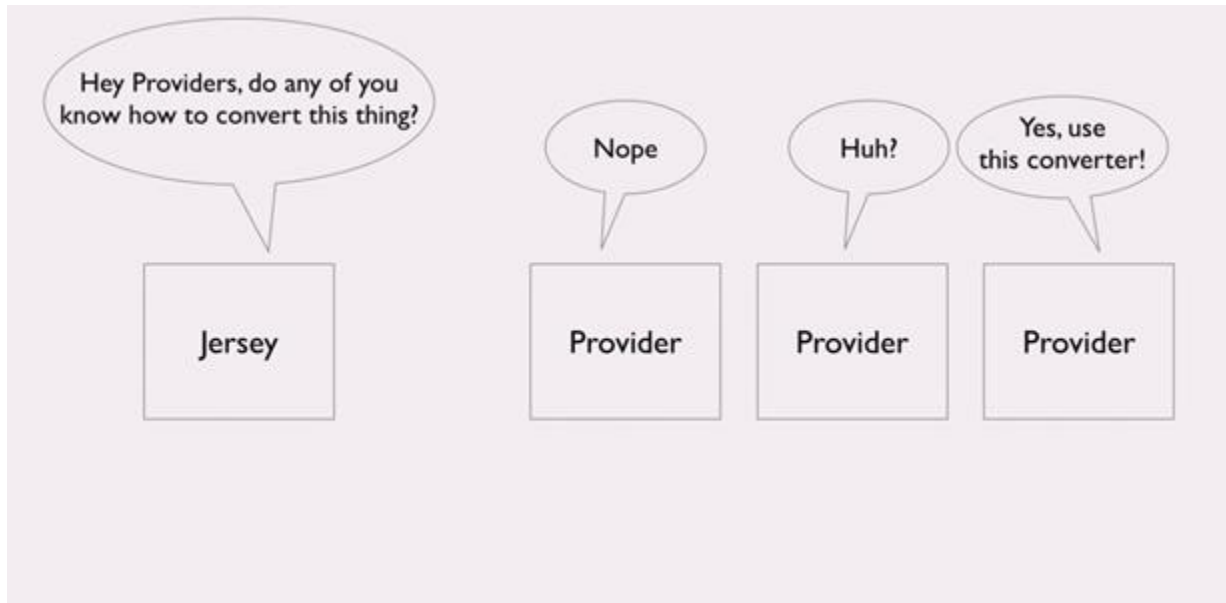 Hey Providers, do any of you
know how to convert this thing?
Nope
Huh?
Yes, use
this converter!
Jersey
Provider
Provider
Provider